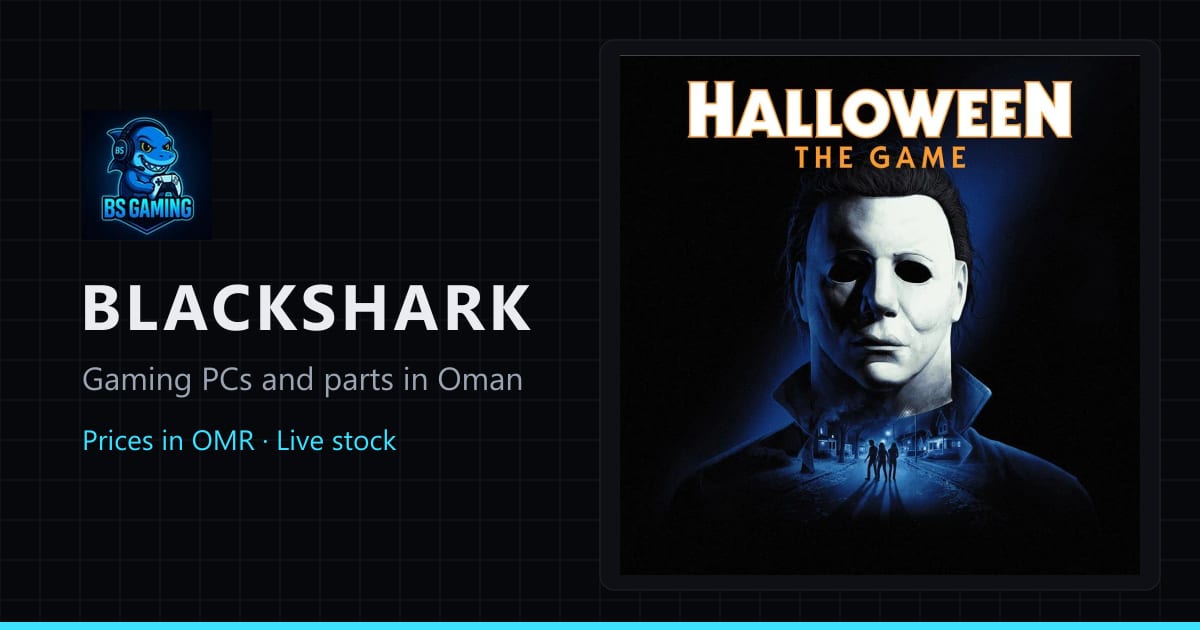 BS
BS GAMING
BLACKSHARK
Gaming PCs and parts in Oman
Prices in OMR · Live stock
HALLOWEEN
THE GAME